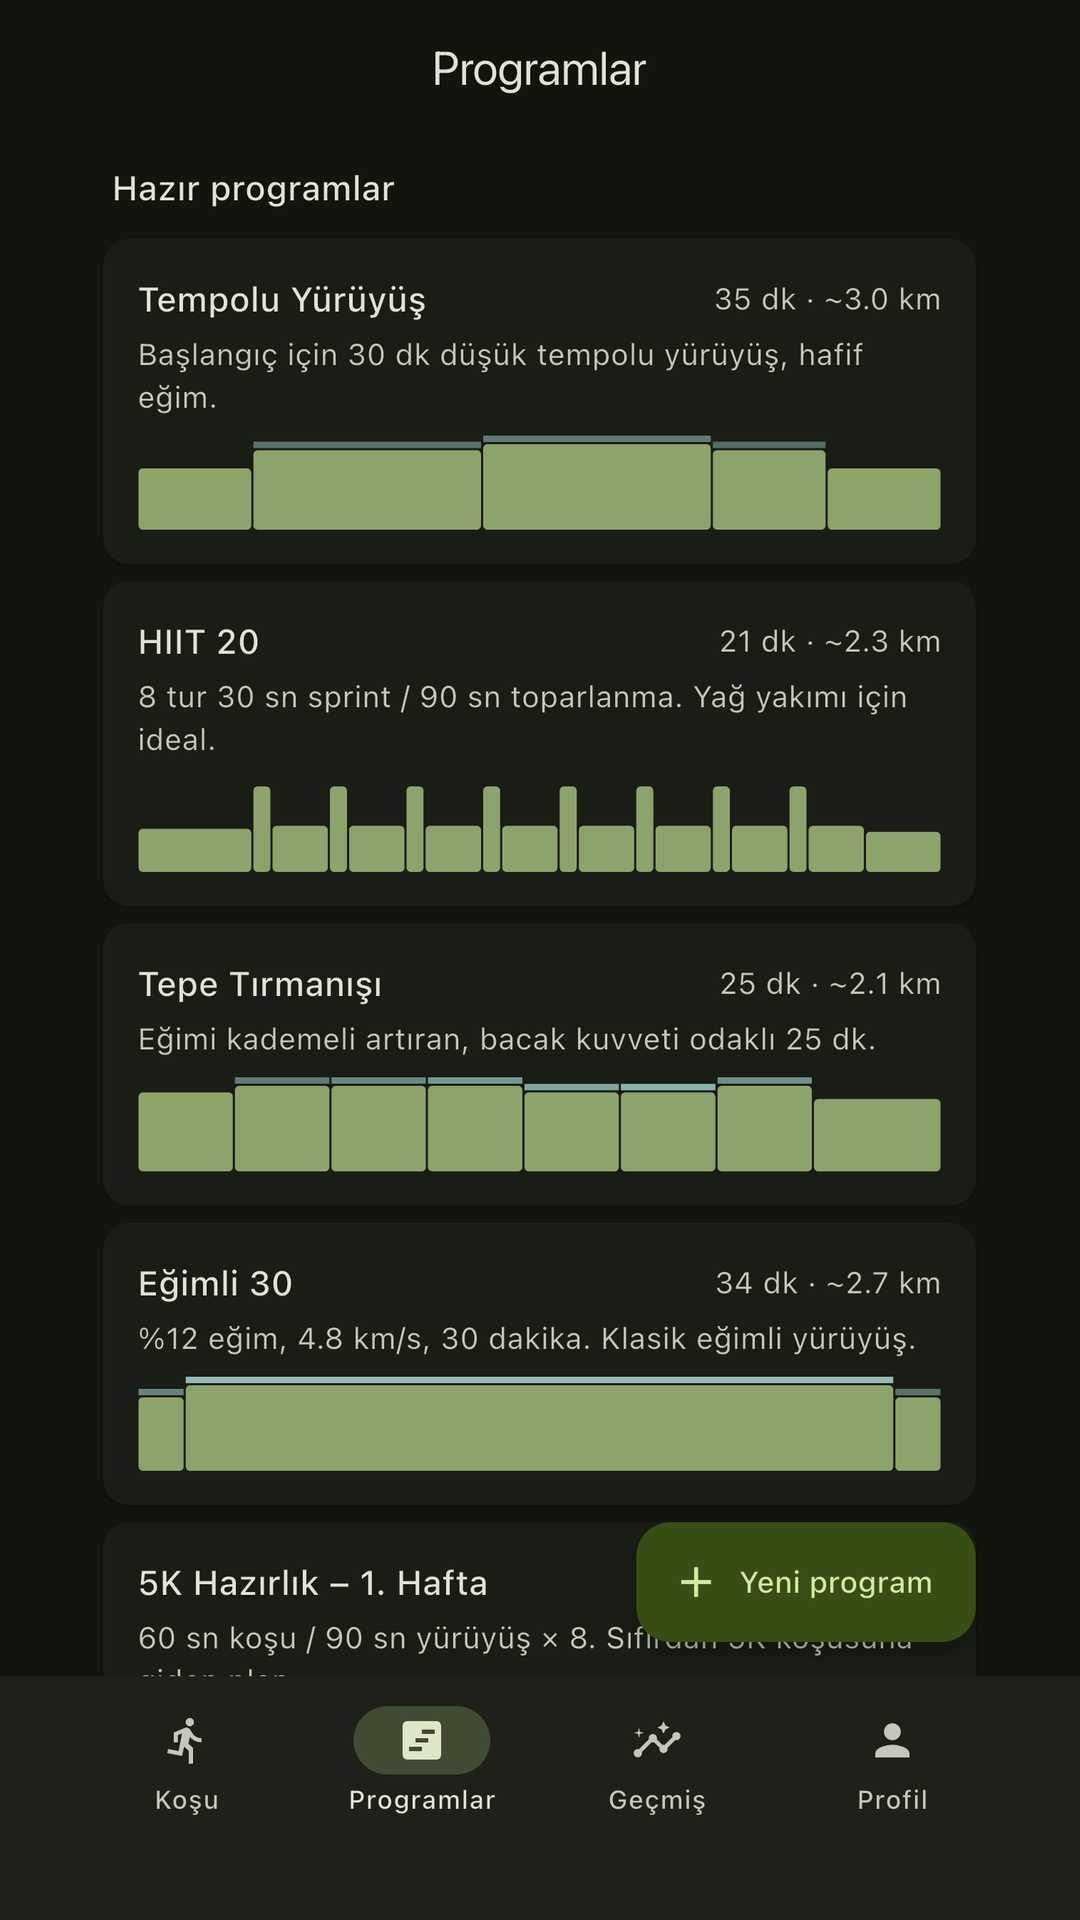 Programlar
Hazır programlar
Tempolu Yürüyüş
35 dk · ~3.0 km
Başlangıç için 30 dk düşük tempolu yürüyüş, hafif
eğim.
HIIT 20
21 dk · ~2.3 km
8 tur 30 sn sprint / 90 sn toparlanma. Yağ yakımı için
ideal.
Tepe Tırmanışı
25 dk · ~2.1 km
Eğimi kademeli artıran, bacak kuvveti odaklı 25 dk.
Eğimli 30
34 dk · ~2.7 km
%12 eğim, 4.8 km/s, 30 dakika. Klasik eğimli yürüyüş.
5K Hazırlık – 1. Hafta
Yeni program
60 sn koşu / 90 sn yürüyüş × 8.
Koşu
Programlar
Geçmiş
Profil